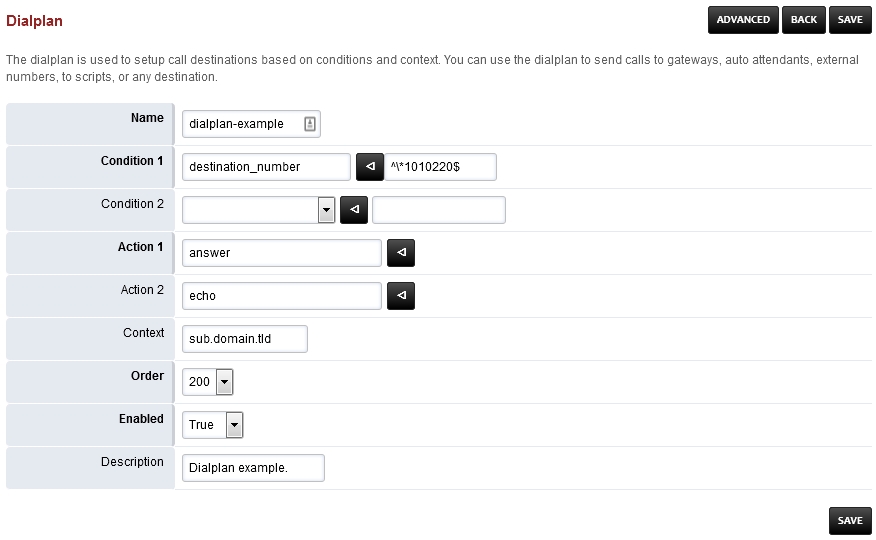 Dialplan
ADVANCED BACK SAVE
The dialplan is used to setup call destinations based on conditions and context. You can use the dialplan to send calls to gateways, auto attendants, external
numbers, to scripts, or any destination.
Name dialplan-example
Condition 1 destination_number ^\*1010220$
Condition 2
Action 1 answer
Action 2 echo
Context sub.domain.tld
Order 200
Enabled True
Description Dialplan example.
SAVE